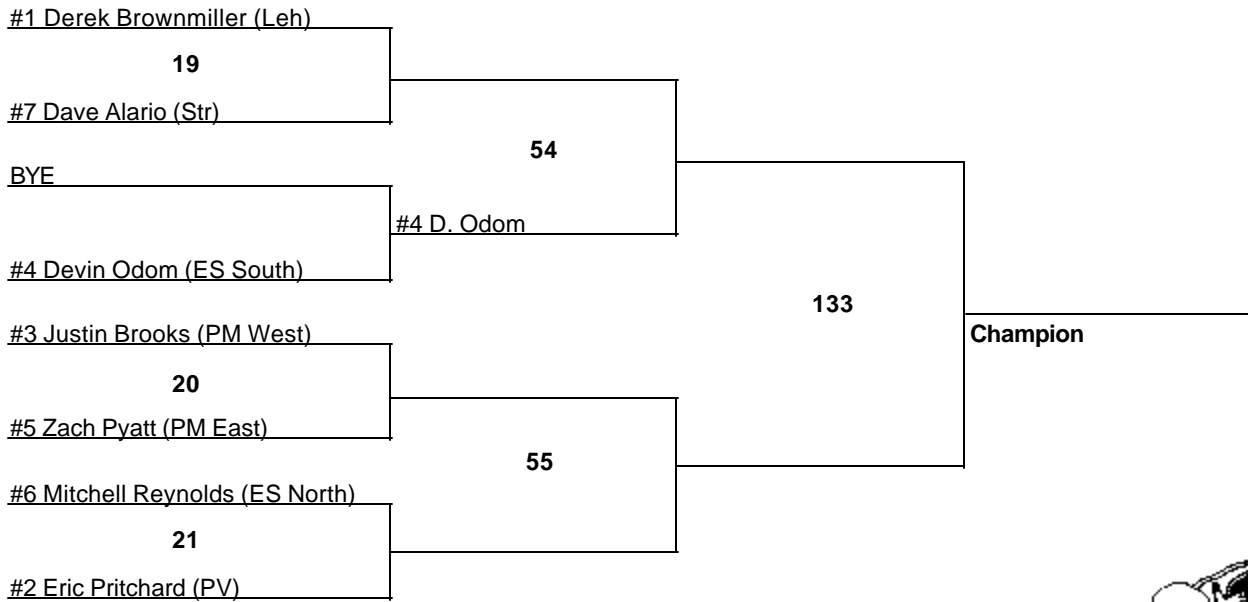 #1 Derek Brownmiller (Leh)
19
#7 Dave Alario (Str)
54
BYE
#4 D. Odom
#4 Devin Odom (ES South)
133
#3 Justin Brooks (PM West)
Champion
20
#5 Zach Pyatt (PM East)
55
#6 Mitchell Reynolds (ES North)
21
#2 Eric Pritchard (PV)